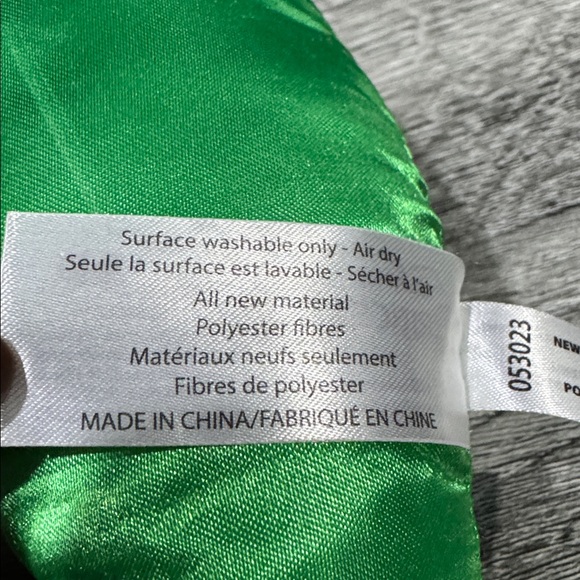 Surface washable only - Air dry
Seule la surface est lavable - Sécher à l'air
All new material
Polyester fibres
Matériaux neufs seulement
Fibres de polyester
MADE IN CHINA/FABRIQUÉ EN CHINE
053023
NEW